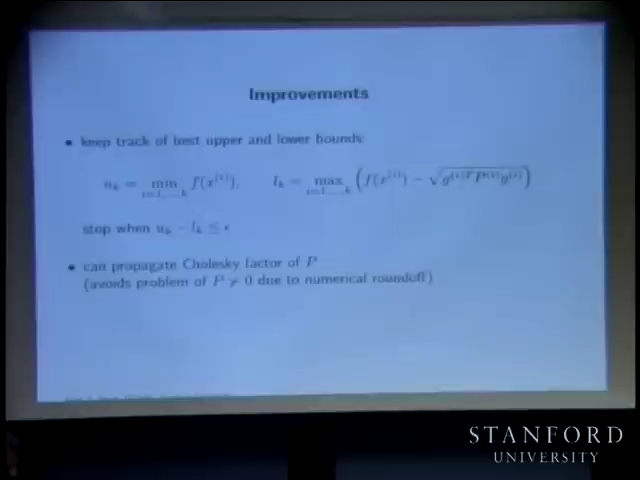 Improvements
• keep track of best upper and lower bounds:
u_k = min_{i=1,...,k} f(x^{(i)}), l_k = max_{i=1,...,k} ( f(x^{(i)}) − √(g^{(i)T} P^{(i)} g^{(i)}) )
stop when u_k − l_k ≤ ϵ
• can propagate Cholesky factor of P
(avoids problem of P ⊁ 0 due to numerical roundoff)
STANFORD
UNIVERSITY